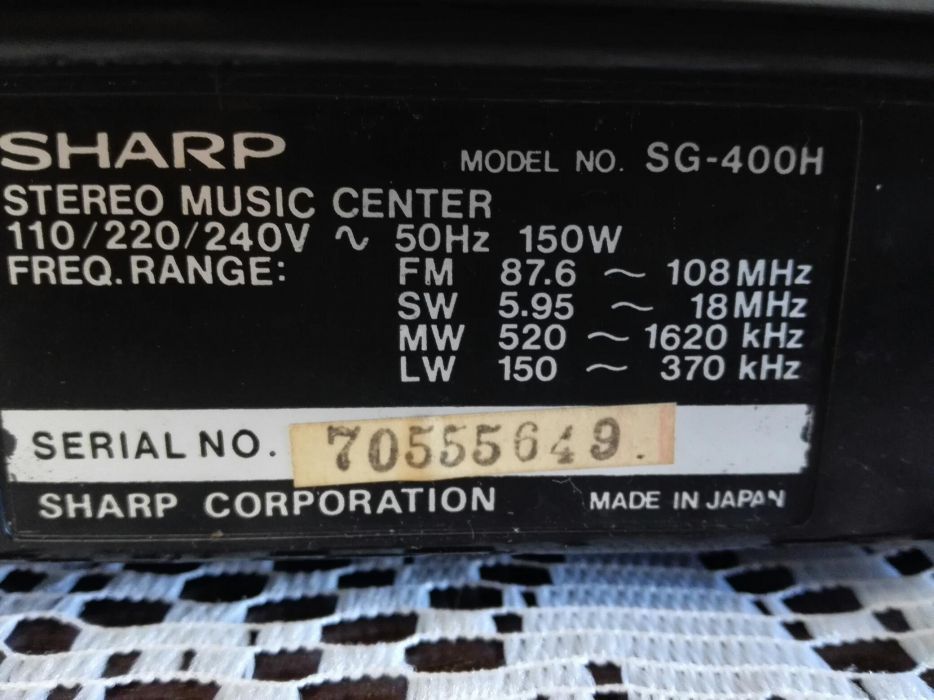 SHARP MODEL NO. SG-400H
STEREO MUSIC CENTER
110/220/240V ∿ 50Hz 150W
FREQ. RANGE: FM 87.6 ~ 108 MHz
SW 5.95 ~ 18 MHz
MW 520 ~ 1620 kHz
LW 150 ~ 370 kHz
SERIAL NO. 70555649.
SHARP CORPORATION MADE IN JAPAN